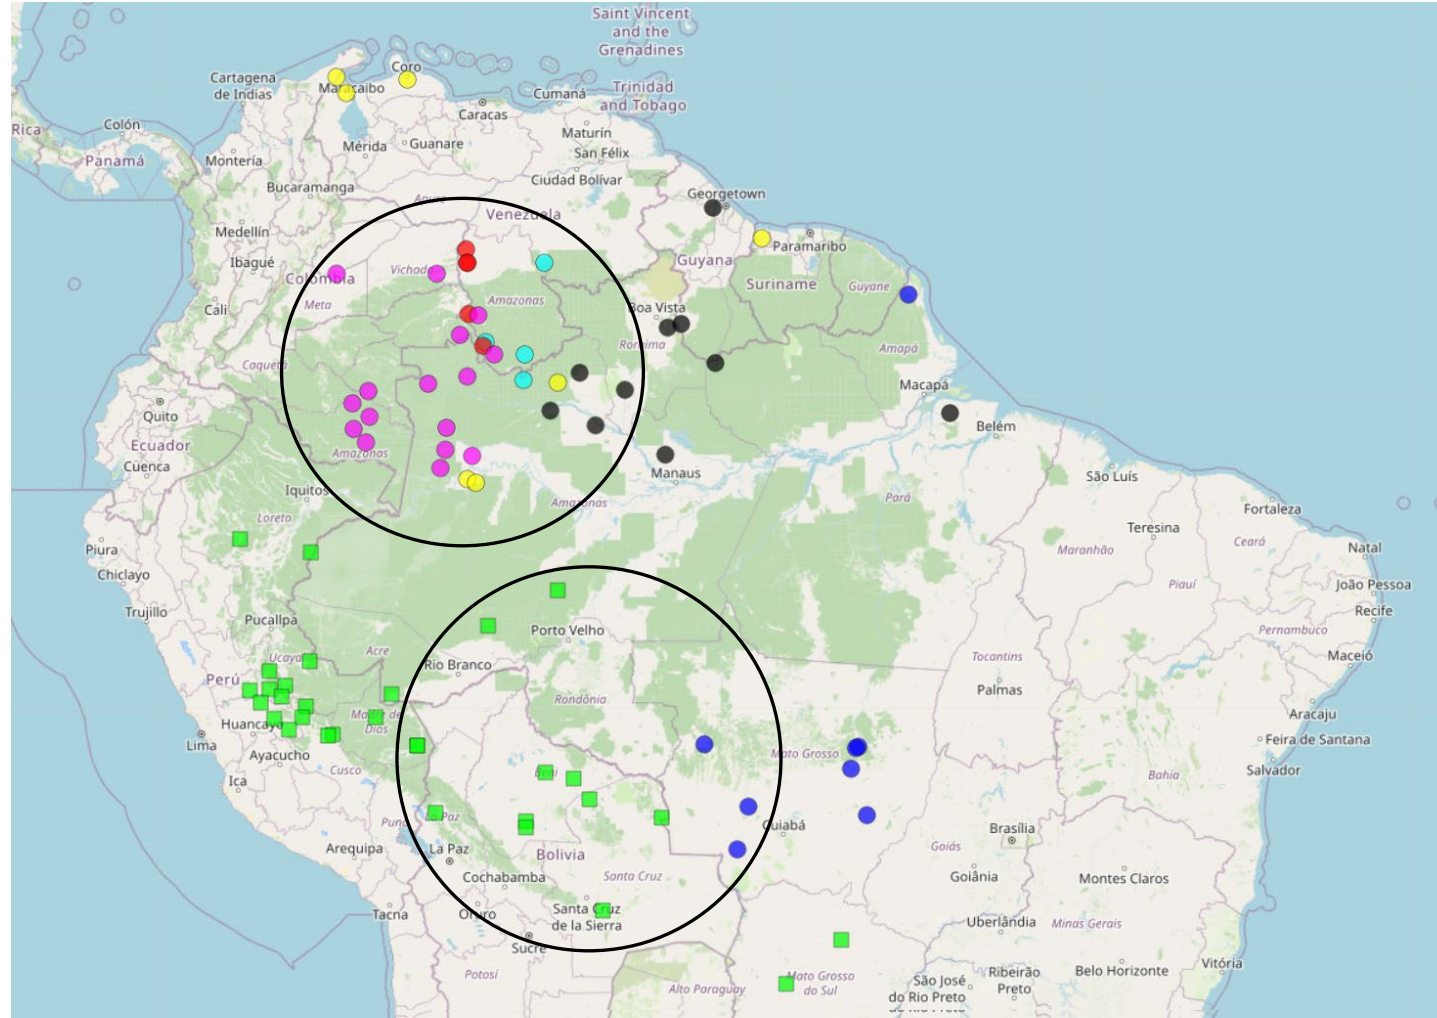 Saint Vincent
and the
Grenadines
Coro
Cartagena
de Indias
Maracaibo
Cumaná
Trinidad
and Tobago
Caracas
Rica
Colón
Maturín
Mérida
Guanare
San Félix
Panamá
Montería
Ciudad Bolívar
Bucaramanga
Georgetown
Apure
Venezuela
Medellín
Paramaribo
Ibagué
Guyana
Colombia
Vichada
Suriname
Guyane
Meta
Amazonas
Cali
Boa Vista
Roraima
Amapá
Caquetá
Macapá
Quito
Belém
Ecuador
Amazonas
Cuenca
Manaus
São Luís
Iquitos
Amazonas
Pará
Fortaleza
Loreto
Teresina
Piura
Maranhão
Ceará
Natal
Chiclayo
Piauí
João Pessoa
Trujillo
Recife
Pucallpa
Porto Velho
Pernambuco
Acre
Ucayali
Rio Branco
Tocantins
Maceió
Perú
Rondônia
Palmas
Madre de
Dios
Aracaju
Huancayo
Lima
Ayacucho
Mato Grosso
Feira de Santana
Cusco
Beni
Salvador
Ica
Bahia
Puno
La Paz
Cuiabá
Brasília
Arequipa
La Paz
Bolivia
Goiás
Cochabamba
Santa Cruz
Goiânia
Montes Claros
Tacna
Oruro
Santa Cruz
de la Sierra
Uberlândia
Minas Gerais
Sucre
Vitória
Potosí
Mato Grosso
do Sul
Ribeirão
Preto
Belo Horizonte
Alto Paraguay
São José
do Rio Preto